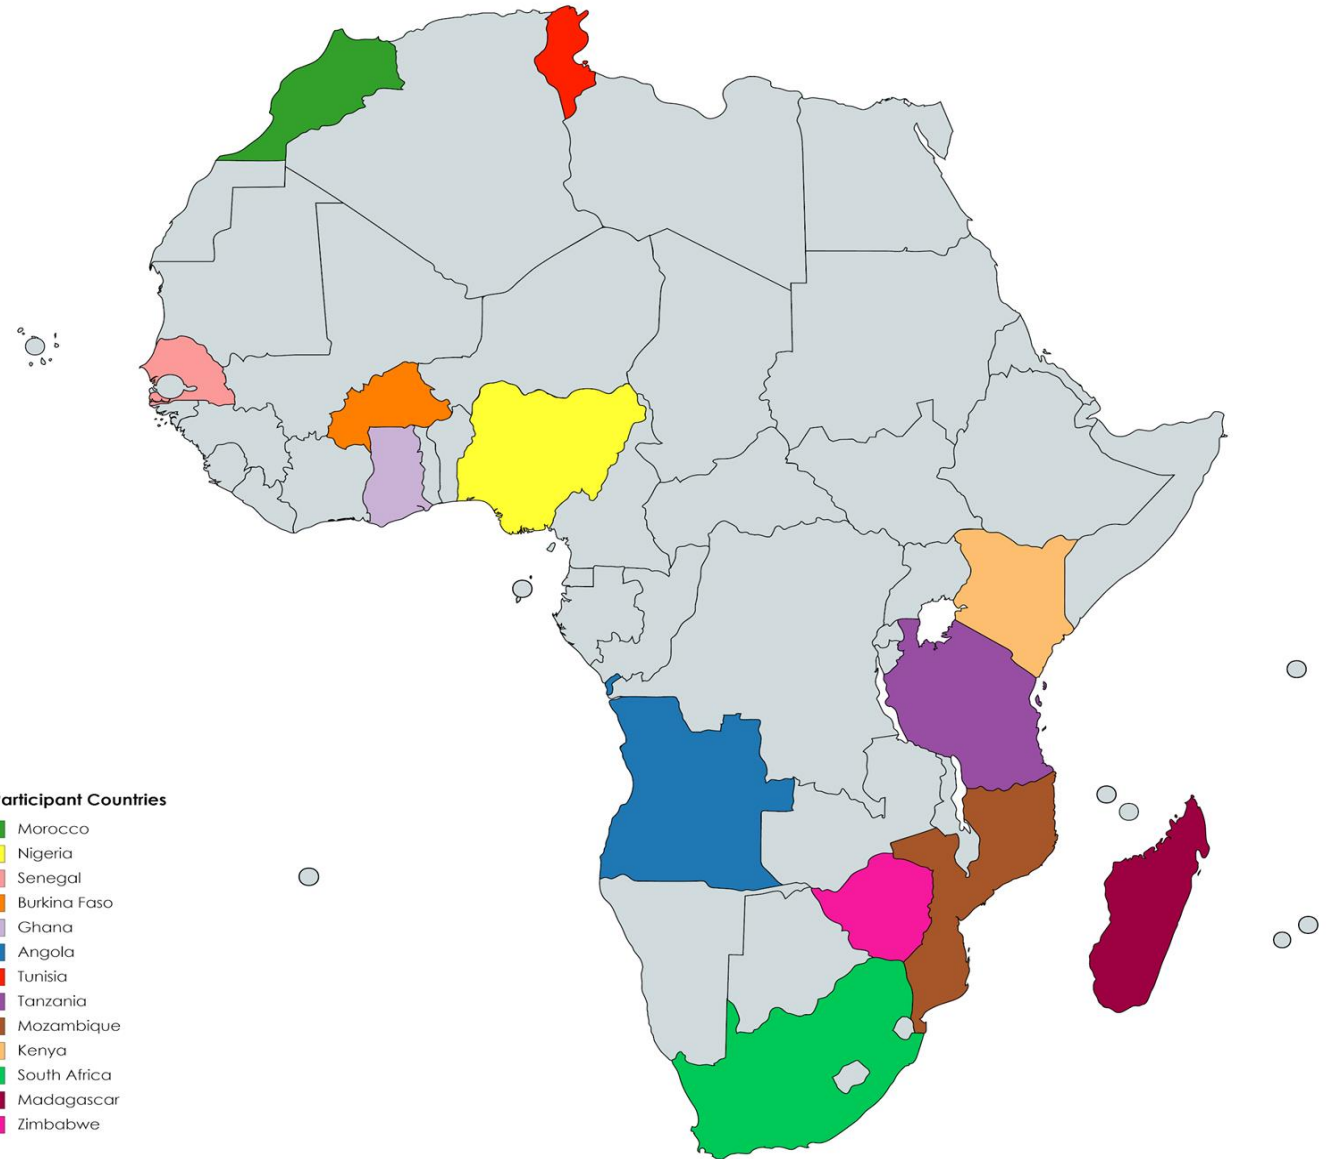 articipant Countries
Morocco
Nigeria
Senegal
Burkina Faso
Ghana
Angola
Tunisia
Tanzania
Mozambique
Kenya
South Africa
Madagascar
Zimbabwe